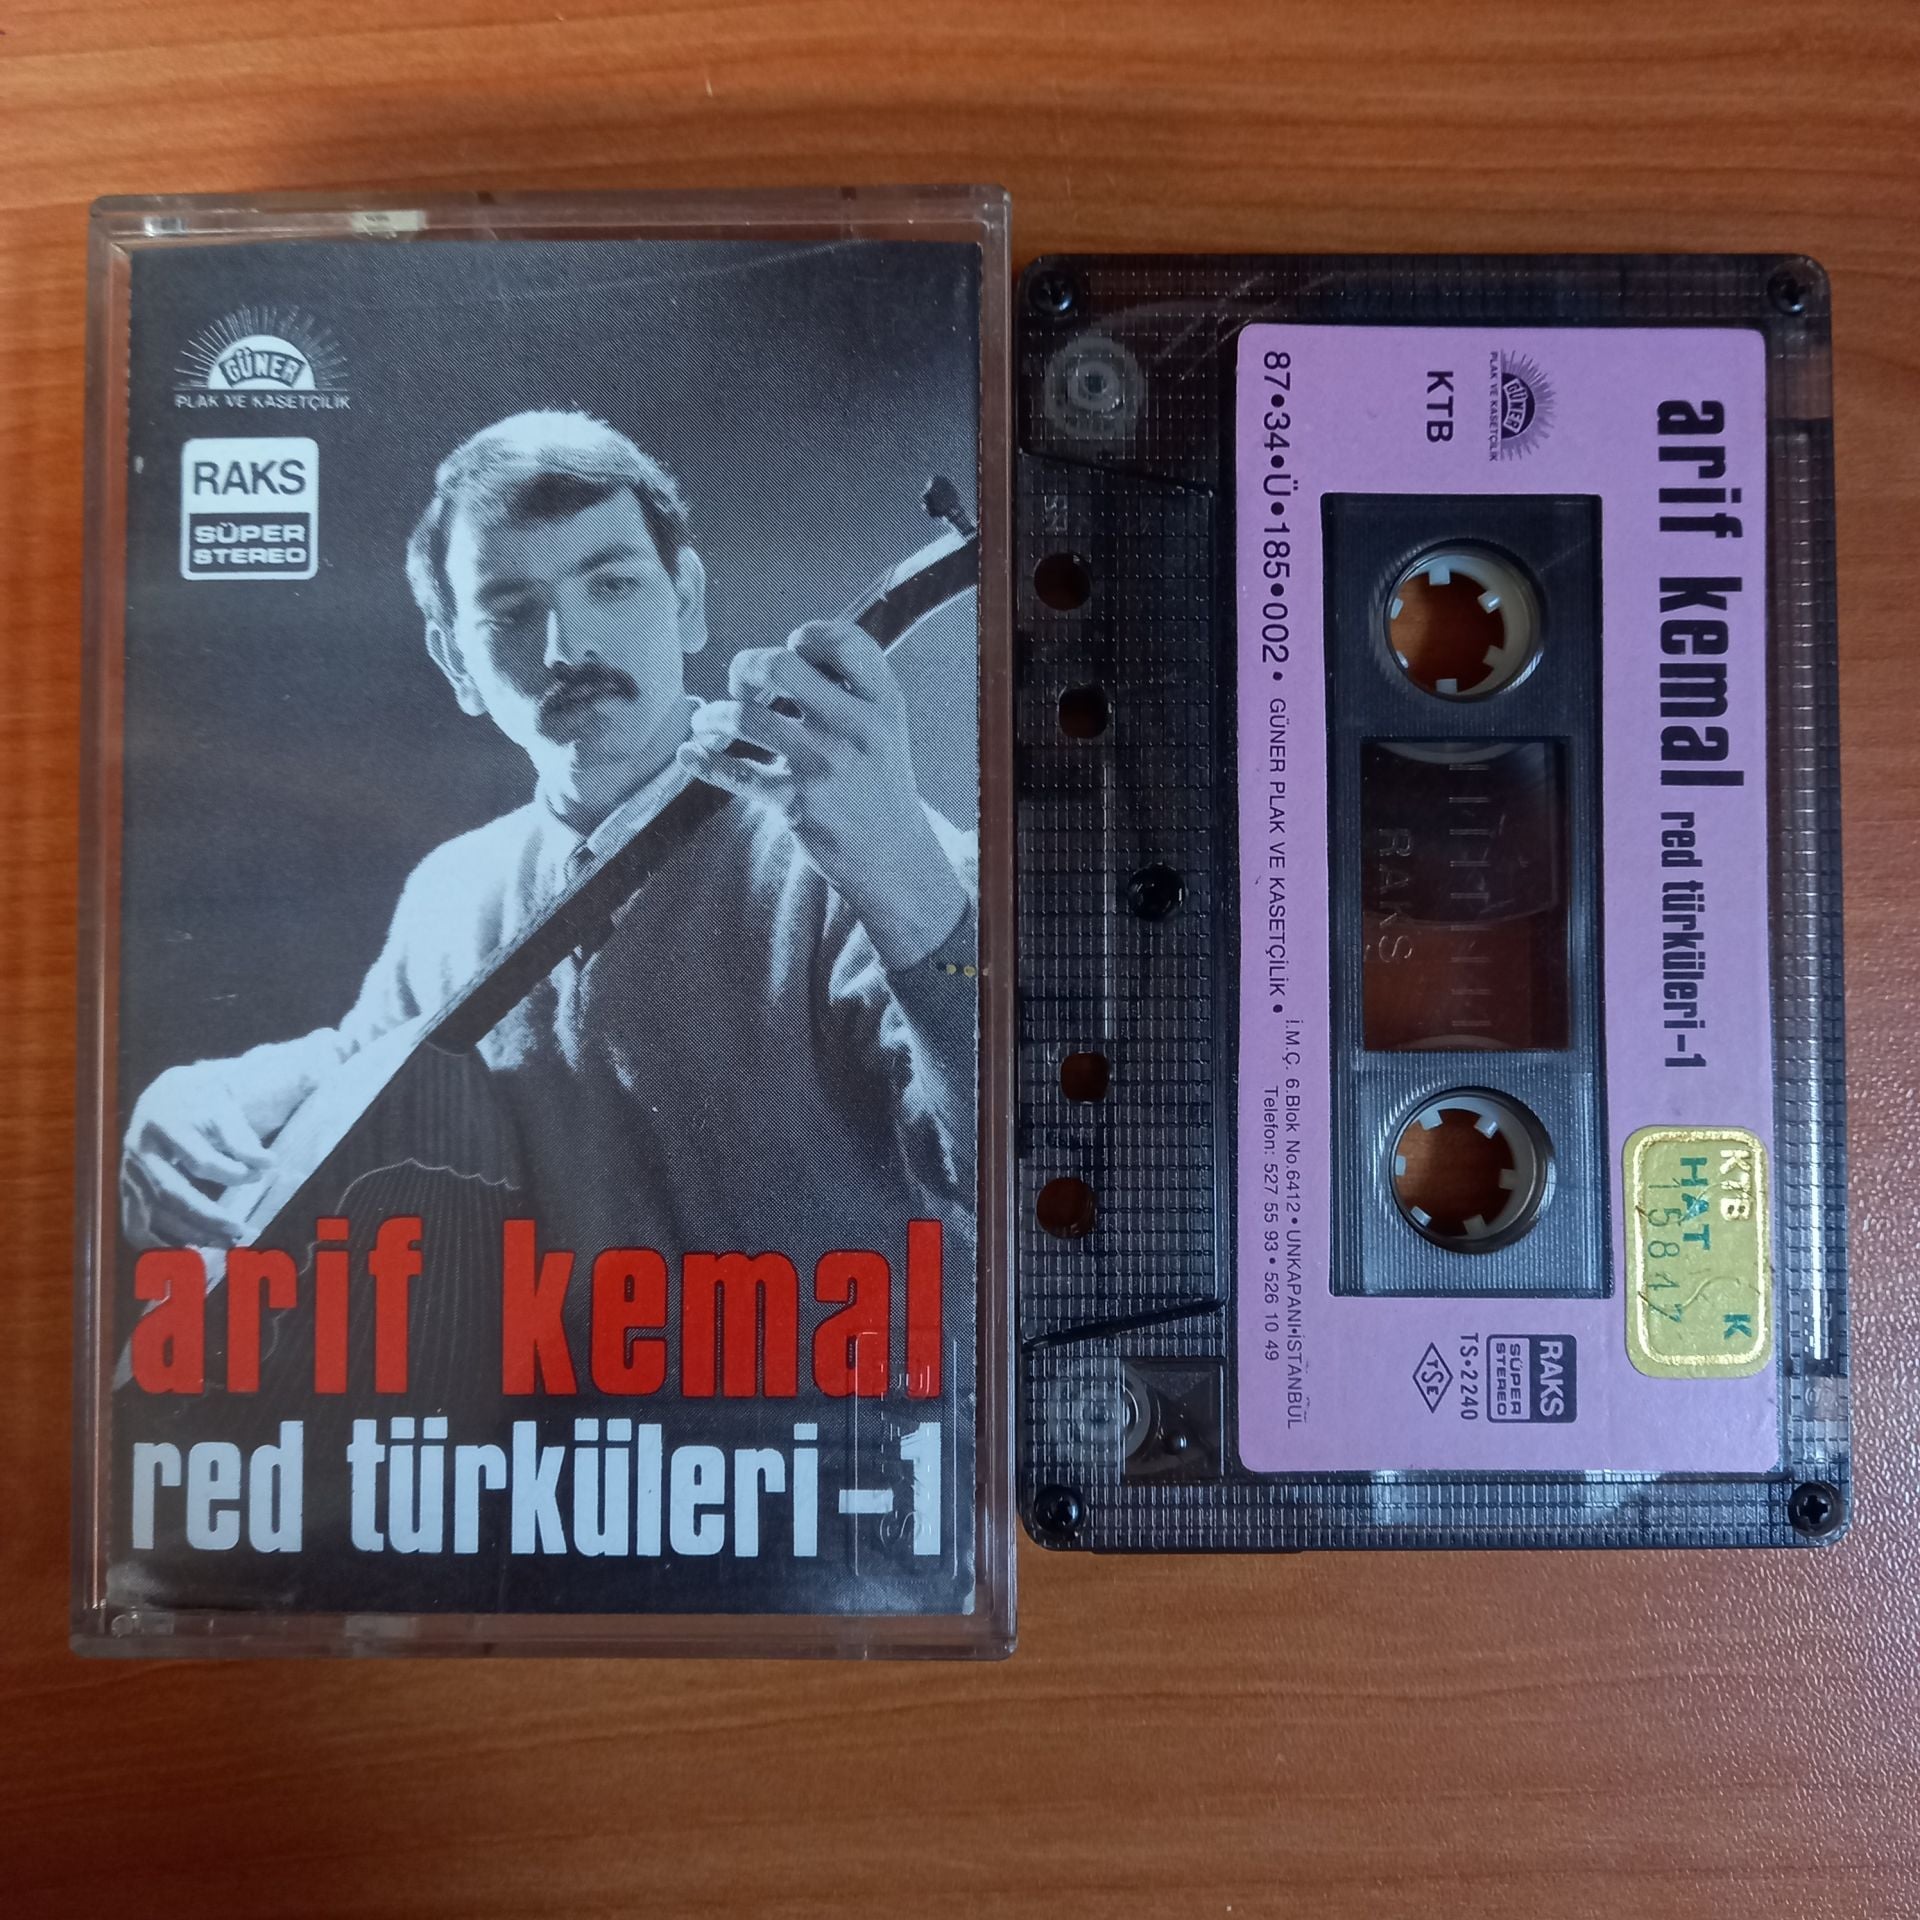 GÜNER
PLAK VE KASETÇİLİK
RAKS
SÜPER
STEREO
arif kemal
red türküleri-1
arif kemal red türküleri-1
GÜNER
PLAK VE KASETÇİLİK
KTB
87•34•Ü•185•002• GÜNER PLAK VE KASETÇİLİK • İ.M.Ç. 6.Blok No.6412 • UNKAPANI•İSTANBUL
Telefon: 527 55 93 • 526 10 49
RAKS
KTB
HAT K
RAKS
SÜPER
STEREO
TS•2240
TSE